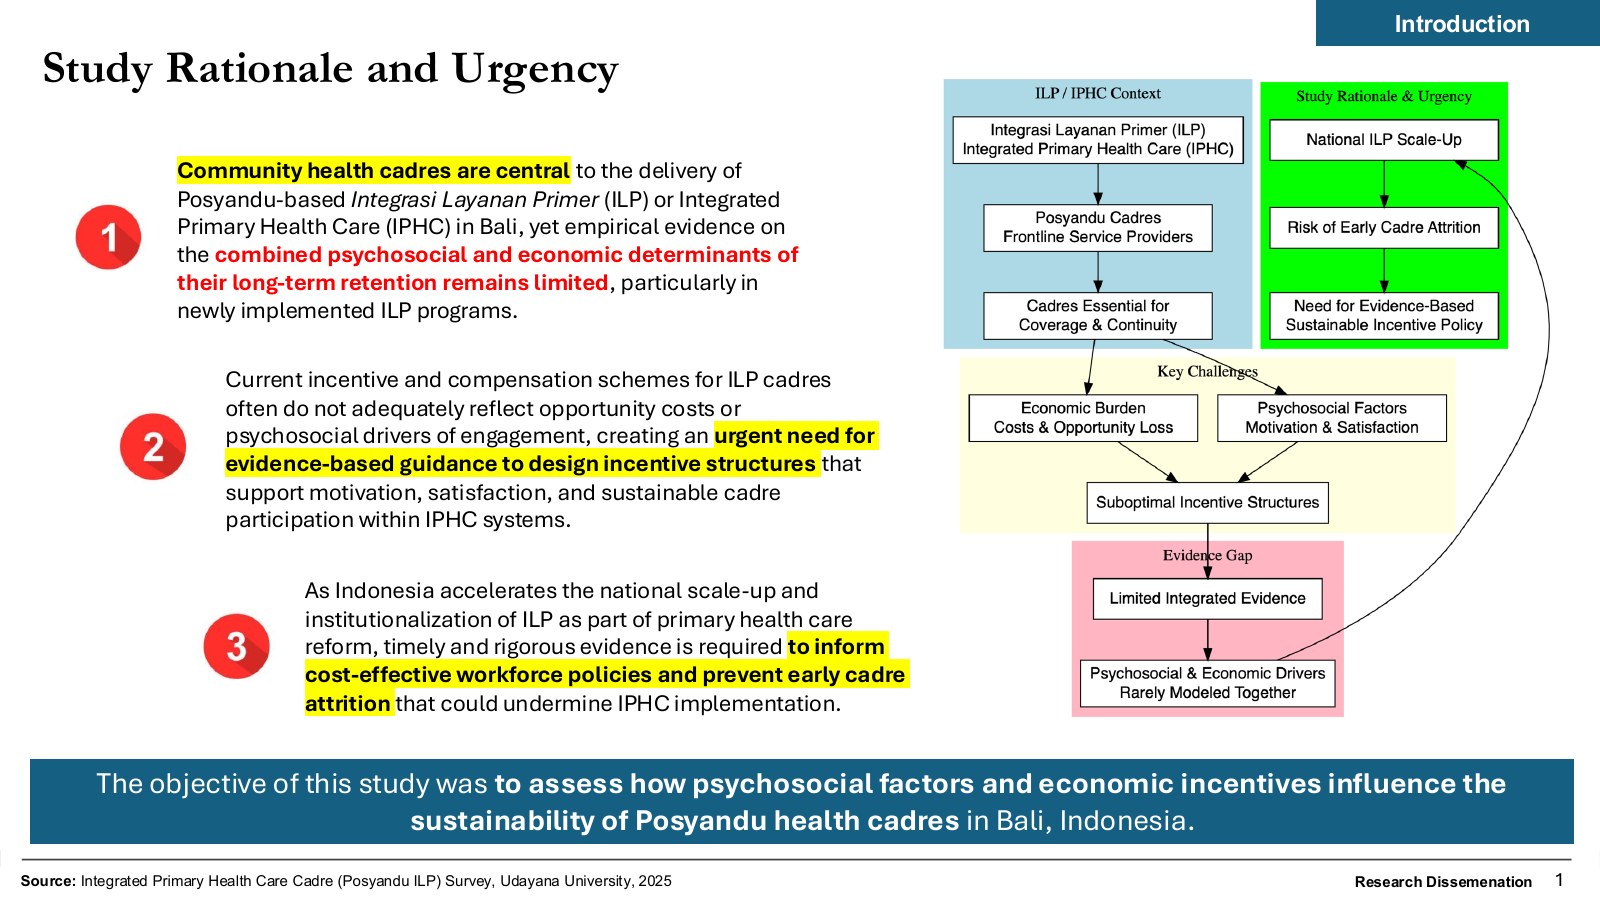 Introduction
Study Rationale and Urgency
1
Community health cadres are central to the delivery of
Posyandu-based Integrasi Layanan Primer (ILP) or Integrated
Primary Health Care (IPHC) in Bali, yet empirical evidence on
the combined psychosocial and economic determinants of
their long-term retention remains limited, particularly in
newly implemented ILP programs.
2
Current incentive and compensation schemes for ILP cadres
often do not adequately reflect opportunity costs or
psychosocial drivers of engagement, creating an urgent need for
evidence-based guidance to design incentive structures that
support motivation, satisfaction, and sustainable cadre
participation within IPHC systems.
3
As Indonesia accelerates the national scale-up and
institutionalization of ILP as part of primary health care
reform, timely and rigorous evidence is required to inform
cost-effective workforce policies and prevent early cadre
attrition that could undermine IPHC implementation.
ILP / IPHC Context
Integrasi Layanan Primer (ILP)
Integrated Primary Health Care (IPHC)
Posyandu Cadres
Frontline Service Providers
Cadres Essential for
Coverage & Continuity
Study Rationale & Urgency
National ILP Scale-Up
Risk of Early Cadre Attrition
Need for Evidence-Based
Sustainable Incentive Policy
Key Challenges
Economic Burden
Costs & Opportunity Loss
Psychosocial Factors
Motivation & Satisfaction
Suboptimal Incentive Structures
Evidence Gap
Limited Integrated Evidence
Psychosocial & Economic Drivers
Rarely Modeled Together
The objective of this study was to assess how psychosocial factors and economic incentives influence the
sustainability of Posyandu health cadres in Bali, Indonesia.
Source: Integrated Primary Health Care Cadre (Posyandu ILP) Survey, Udayana University, 2025
Research Dissemenation
1